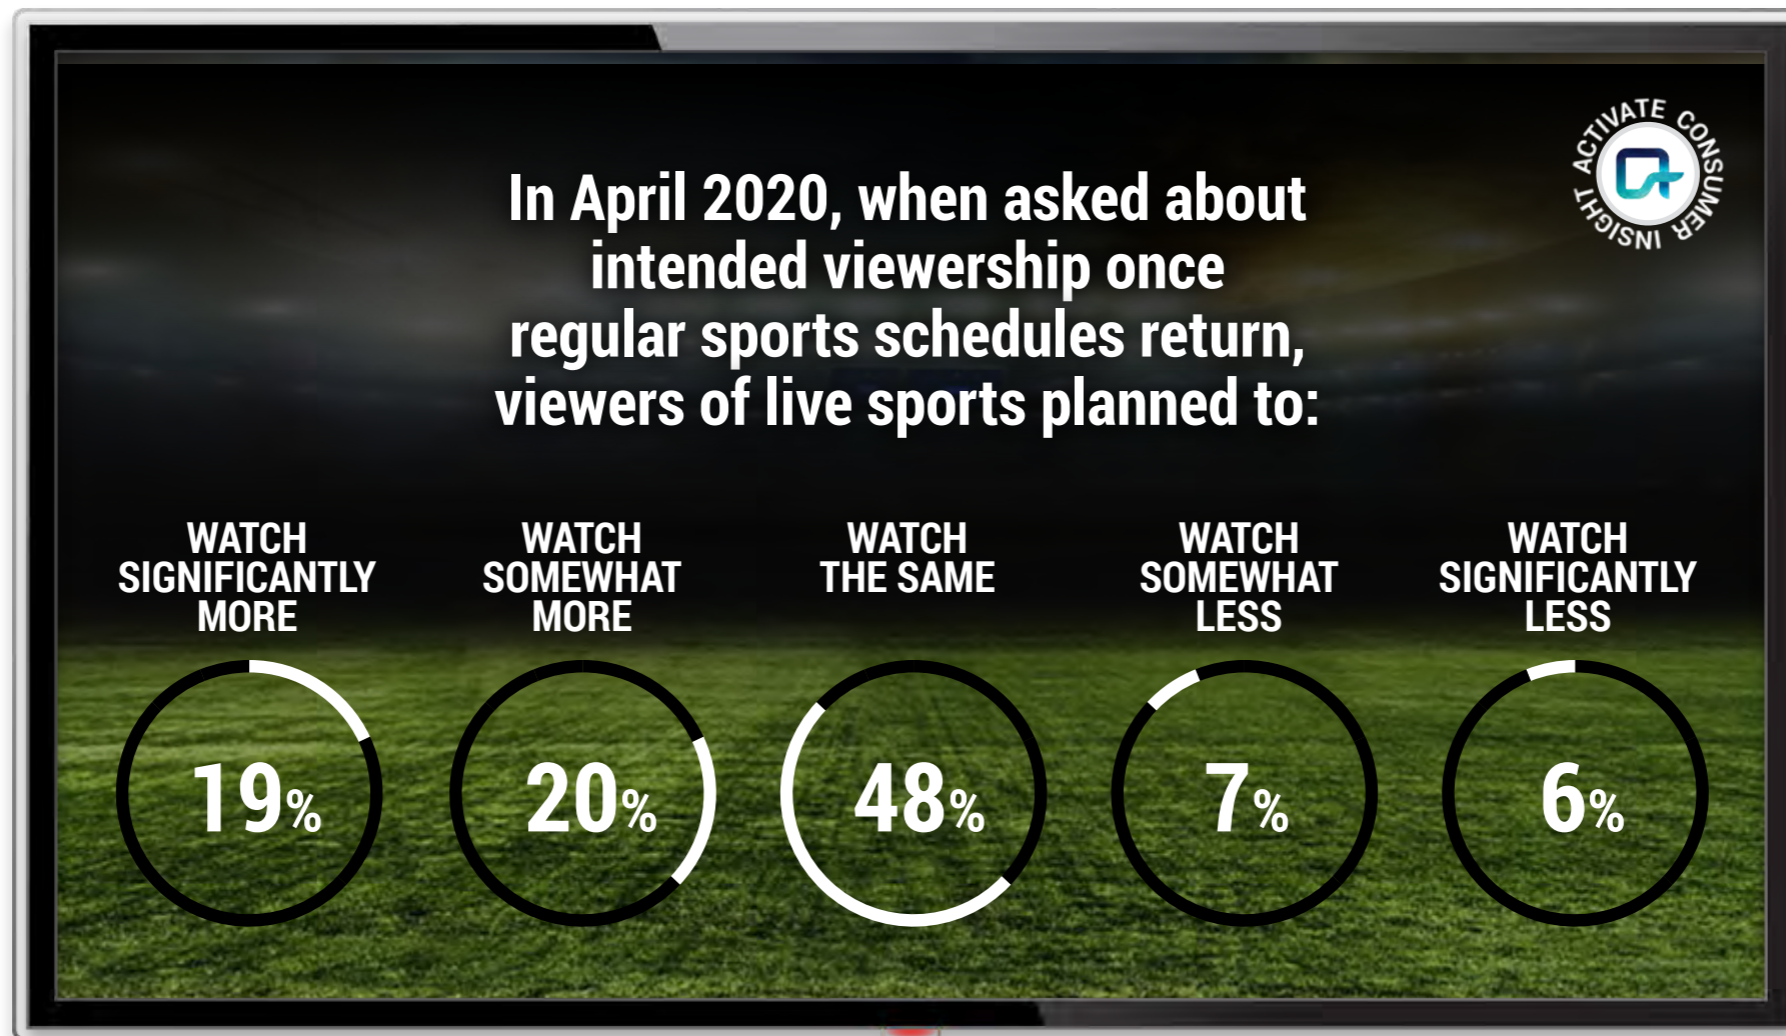 ACTIVATE CONSUMER INSIGHT
In April 2020, when asked about
intended viewership once
regular sports schedules return,
viewers of live sports planned to:
WATCH
SIGNIFICANTLY
MORE
19%
WATCH
SOMEWHAT
MORE
20%
WATCH
THE SAME
48%
WATCH
SOMEWHAT
LESS
7%
WATCH
SIGNIFICANTLY
LESS
6%